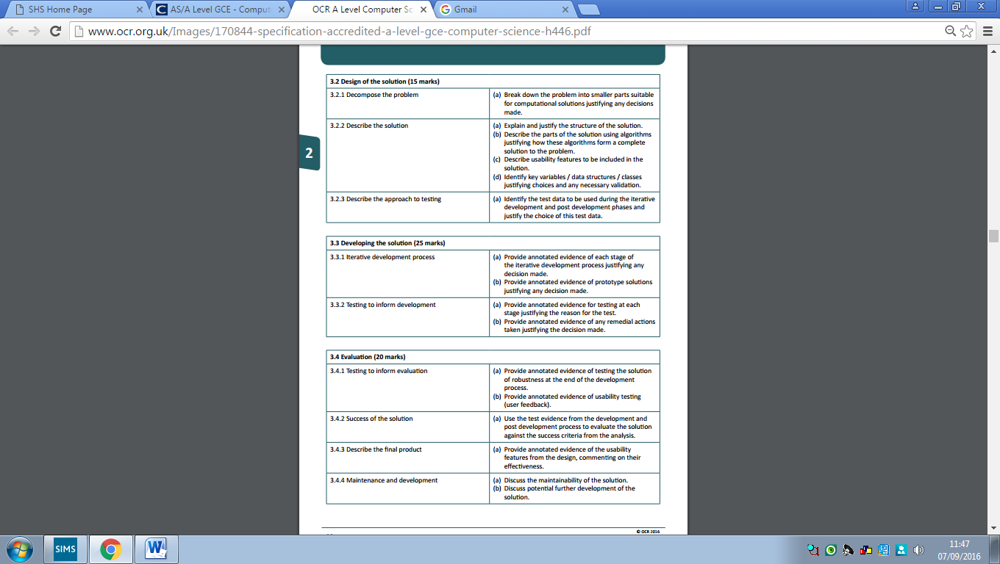 SHS Home Page
AS/A Level GCE - Comput
OCR A Level Computer Sc
Gmail
www.ocr.org.uk/Images/170844-specification-accredited-a-level-gce-computer-science-h446.pdf
2
3.2 Design of the solution (15 marks)
3.2.1 Decompose the problem
(a) Break down the problem into smaller parts suitable
for computational solutions justifying any decisions
made.
3.2.2 Describe the solution
(a) Explain and justify the structure of the solution.
(b) Describe the parts of the solution using algorithms
justifying how these algorithms form a complete
solution to the problem.
(c) Describe usability features to be included in the
solution.
(d) Identify key variables / data structures / classes
justifying choices and any necessary validation.
3.2.3 Describe the approach to testing
(a) Identify the test data to be used during the iterative
development and post development phases and
justify the choice of this test data.
3.3 Developing the solution (25 marks)
3.3.1 Iterative development process
(a) Provide annotated evidence of each stage of
the iterative development process justifying any
decision made.
(b) Provide annotated evidence of prototype solutions
justifying any decision made.
3.3.2 Testing to inform development
(a) Provide annotated evidence for testing at each
stage justifying the reason for the test.
(b) Provide annotated evidence of any remedial actions
taken justifying the decision made.
3.4 Evaluation (20 marks)
3.4.1 Testing to inform evaluation
(a) Provide annotated evidence of testing the solution
of robustness at the end of the development
process.
(b) Provide annotated evidence of usability testing
(user feedback).
3.4.2 Success of the solution
(a) Use the test evidence from the development and
post development process to evaluate the solution
against the success criteria from the analysis.
3.4.3 Describe the final product
(a) Provide annotated evidence of the usability
features from the design, commenting on their
effectiveness.
3.4.4 Maintenance and development
(a) Discuss the maintainability of the solution.
(b) Discuss potential further development of the
solution.
© OCR 2016
SIMS
11:47
07/09/2016